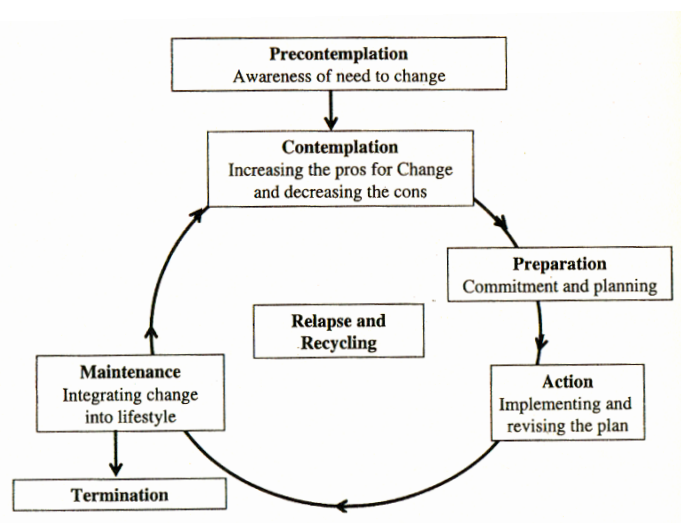 Precontemplation
Awareness of need to change
Contemplation
Increasing the pros for Change
and decreasing the cons
Preparation
Commitment and planning
Relapse and
Recycling
Maintenance
Integrating change
into lifestyle
Action
Implementing and
revising the plan
Termination